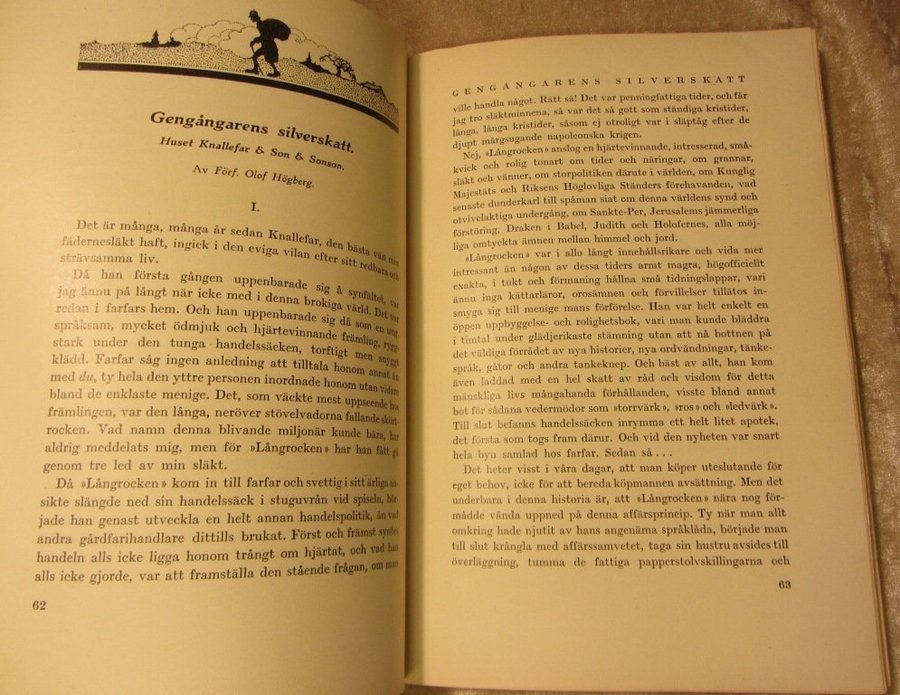 Gengångarens silverskatt.
Huset Knallefar & Son & Sonson.
Av Förf. Olof Högberg.
I.
Det är många, många år sedan Knallefar, den bästa vän min
fädernesläkt haft, ingick i den eviga vilan efter sitt redbara och
strävsamma liv.
Då han första gången uppenbarade sig å synfältet, var
jag ännu på långt när icke med i denna brokiga värld. Det var
redan i farfars hem. Och han uppenbarade sig då som en ung,
språksam, mycket ödmjuk och hjärtevinnande främling, rygg-
stark under den tunga handelssäcken, torftigt men snyggt
klädd. Farfar såg ingen anledning att tilltala honom annat än
med du, ty hela den yttre personen inordnade honom utan vidare
bland de enklaste menige. Det, som väckte mest uppseende hos
främlingen, var den långa, neröver stövelvadorna fallande skört-
rocken. Vad namn denna blivande miljonär kunde bära, har
aldrig meddelats mig, men för »Långrocken» har han fått gå
genom tre led av min släkt.
Då »Långrocken» kom in till farfar och svettig i sitt ärliga an-
sikte slängde ned sin handelssäck i stuguvrån vid spiseln, bör-
jade han genast utveckla en helt annan handelspolitik, än vad
andra gårdfarihandlare dittills brukat. Först och främst syntes
handeln alls icke ligga honom trångt om hjärtat, och vad han
alls icke gjorde, var att framställa den stående frågan, om man
62
GENGÅNGARENS SILVERSKATT
ville handla något. Rätt så! Det var penningfattiga tider, och får
jag tro släktminnena, så var det så gott som ständiga kristider,
långa, långa kristider, såsom ej otroligt var i släptåg efter de
djupt märgsugande napoleonska krigen.
Nej, »Långrocken» anslog en hjärtevinnande, intresserad, små-
kvick och rolig tonart om tider och näringar, om grannar,
släkt och vänner, om storpolitiken därute i världen, om Kunglig
Majestäts och Riksens Höglovliga Ständers förehavanden, vad
senaste dunderkarl till spåman siat om denna världens synd och
otvivelaktiga undergång, om Sankte-Per, Jerusalems jämmerliga
förstöring, Draken i Babel, Judith och Holofernes, alla möj-
liga omtyckta ämnen mellan himmel och jord.
»Långrocken» var i allo långt innehållsrikare och vida mer
interessant än någon av dessa tiders armt magra, högofficiellt
exakta, i tukt och förmaning hållna små tidningslappar, vari
ännu inga kättarläror, orosämnen och förvillelser tillätos in-
smyga sig till menige mans förförelse. Han var helt enkelt en
öppen uppbyggelse- och rolighetsbok, vari man kunde bläddra
i timtal under glädjerikaste stämning utan att nå bottnen på
det väldiga förrådet av nya historier, nya ordvändningar, tänke-
språk, gåtor och andra tankeknep. Och bäst av allt, han kom
även laddad med en hel skatt av råd och visdom för detta
mänskliga livs mångahanda förhållanden, visste bland annat
bot för sådana vedermödor som »torrvärk», »ros» och »ledvärk».
Till slut befanns handelssäcken inrymma ett helt litet apotek,
det första som togs fram därur. Och vid den nyheten var snart
hela byn samlad hos farfar. Sedan så . . .
Det heter visst i våra dagar, att man köper uteslutande för
eget behov, icke för att bereda köpmannen avsättning. Men det
underbara i denna historia är, att »Långrocken» nära nog för-
mådde vända uppned på denna affärsprincip. Ty när man allt
omkring hade njutit av hans angenäma språklåda, började man
till slut krångla med affärssamvetet, taga sin hustru avsides till
överläggning, tumma de fattiga papperstolvskillingarna och
63